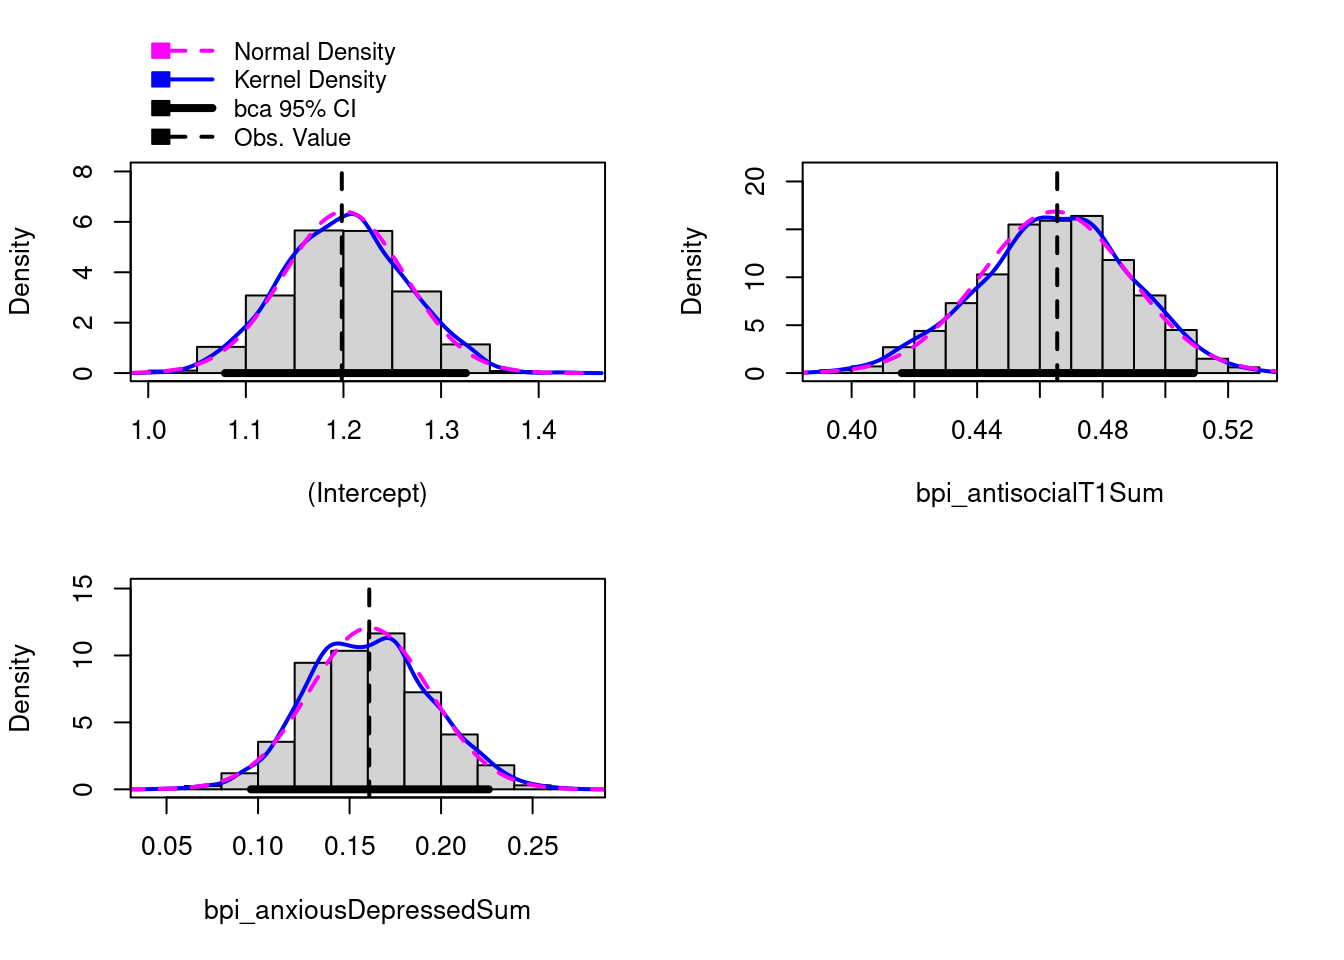 Normal Density
Kernel Density
bca 95% CI
Obs. Value
Density
0 2 4 6 8
1.0 1.1 1.2 1.3 1.4
(Intercept)
Density
0 5 10 20
0.40 0.44 0.48 0.52
bpi_antisocialT1Sum
Density
0 5 10 15
0.05 0.10 0.15 0.20 0.25
bpi_anxiousDepressedSum